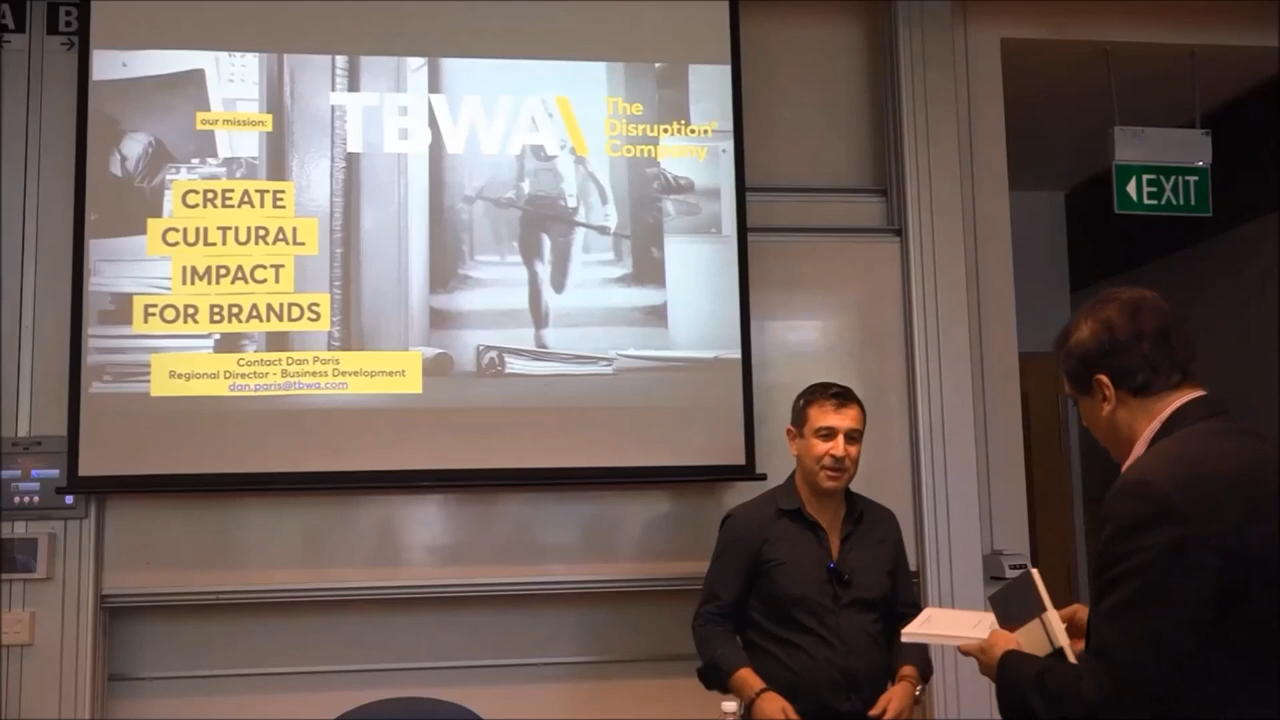 A
B
our mission:
TBWA\
The
Disruption®
Company
CREATE
CULTURAL
IMPACT
FOR BRANDS
Contact Dan Paris
Regional Director - Business Development
dan.paris@tbwa.com
EXIT